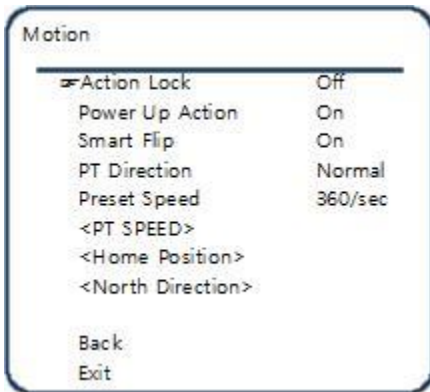 Motion
☞Action Lock Off
Power Up Action On
Smart Flip On
PT Direction Normal
Preset Speed 360/sec
<PT SPEED>
<Home Position>
<North Direction>
Back
Exit